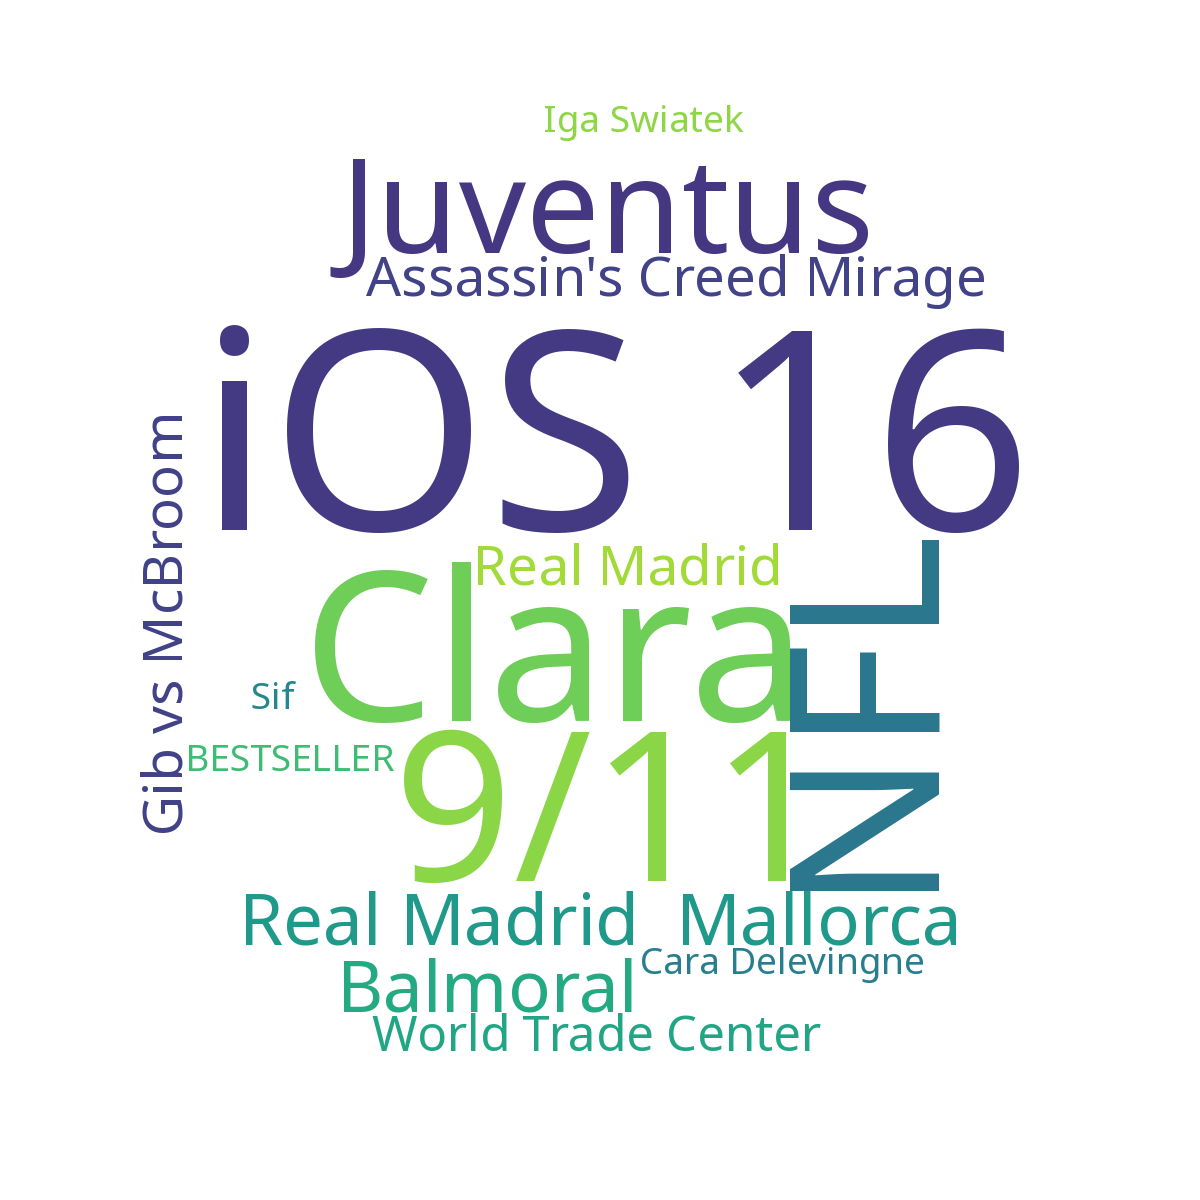 Iga Swiatek
Juventus
Assassin's Creed Mirage
iOS 16
Gib vs McBroom
Real Madrid
Clara
NFL
Sif
BESTSELLER
9/11
Real Madrid  Mallorca
Cara Delevingne
Balmoral
World Trade Center